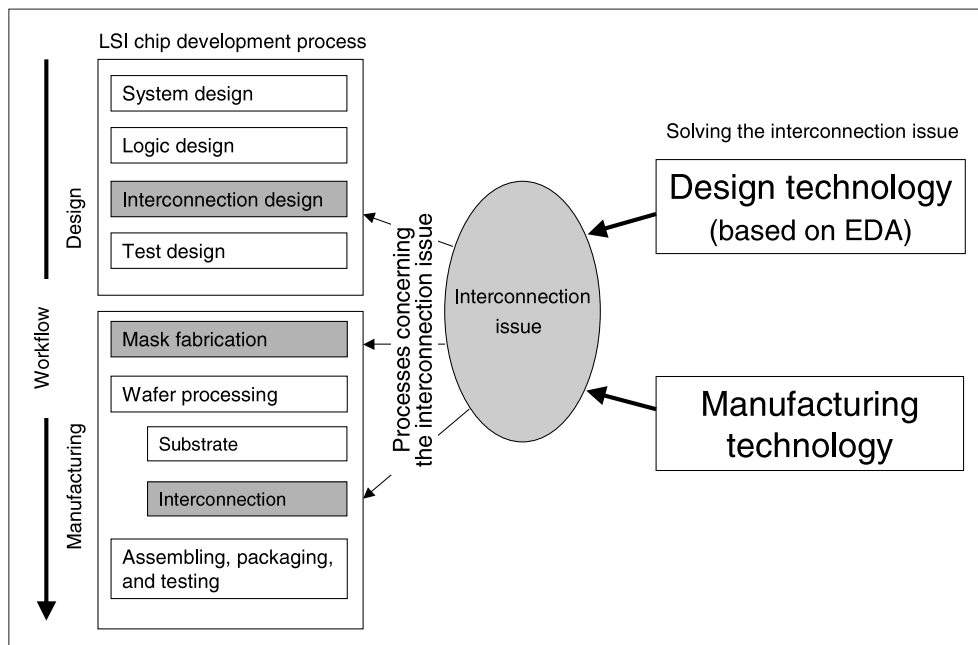 LSI chip development process
System design
Logic design
Interconnection design
Test design
Design
Workflow
Mask fabrication
Wafer processing
Substrate
Interconnection
Assembling, packaging,
and testing
Manufacturing
Processes concerning
the interconnection issue
Interconnection
issue
Solving the interconnection issue
Design technology
(based on EDA)
Manufacturing
technology